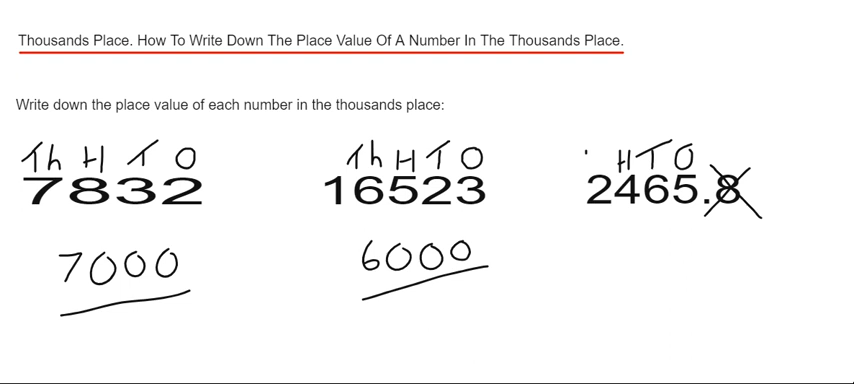 Thousands Place. How To Write Down The Place Value Of A Number In The Thousands Place.
Write down the place value of each number in the thousands place:
Th H T O Th H T O H T O
7832 16523 2465.8
7000 6000